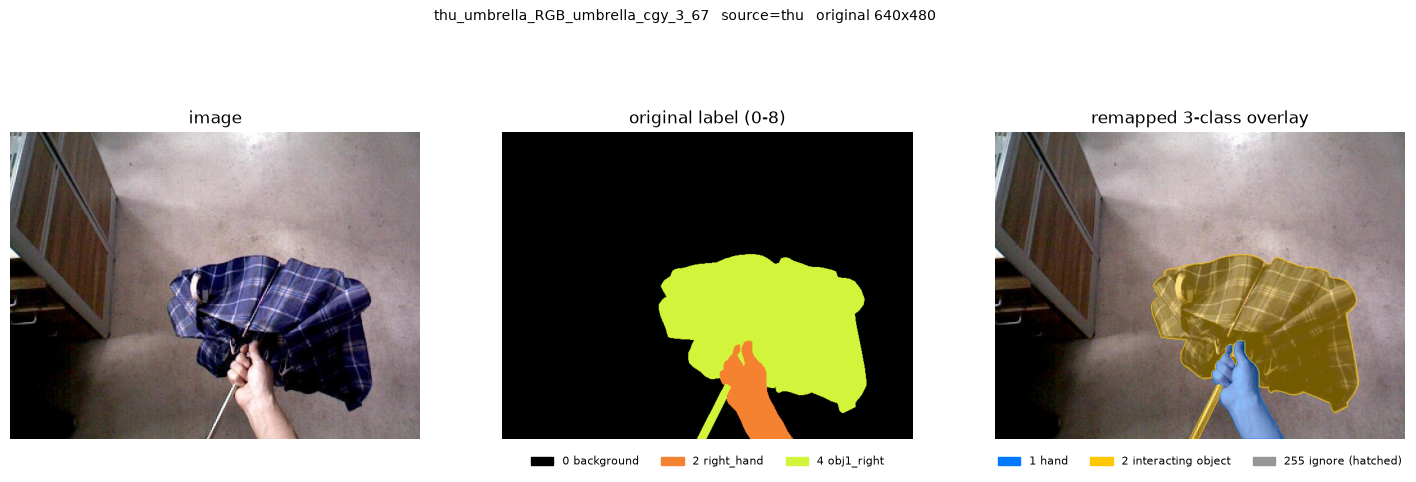 thu_umbrella_RGB_umbrella_cgy_3_67   source=thu   original 640x480
image
original label (0-8)
remapped 3-class overlay
0 background   2 right_hand   4 obj1_right
1 hand   2 interacting object   255 ignore (hatched)